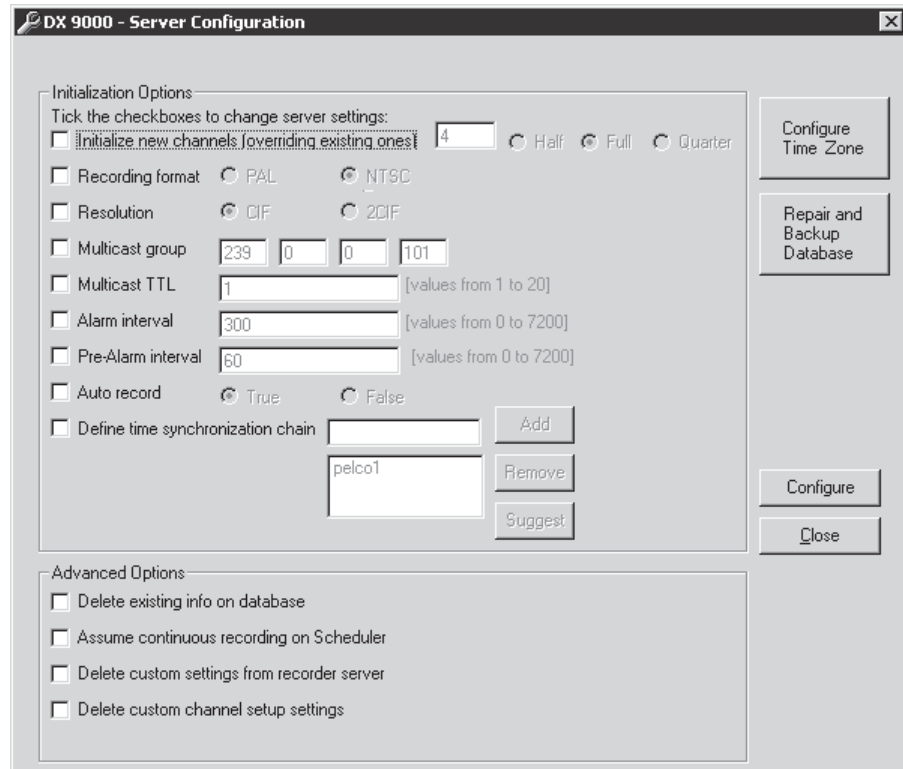 DX 9000 - Server Configuration
Initialization Options
Tick the checkboxes to change server settings:
Initialize new channels (overriding existing ones) 4 Half Full Quarter
Recording format PAL NTSC
Resolution CIF 2CIF
Multicast group 239 0 0 101
Multicast TTL 1 [values from 1 to 20]
Alarm interval 300 [values from 0 to 7200]
Pre-Alarm interval 60 [values from 0 to 7200]
Auto record True False
Define time synchronization chain Add
pelco1 Remove
Suggest
Configure
Time Zone
Repair and
Backup
Database
Configure
Close
Advanced Options
Delete existing info on database
Assume continuous recording on Scheduler
Delete custom settings from recorder server
Delete custom channel setup settings